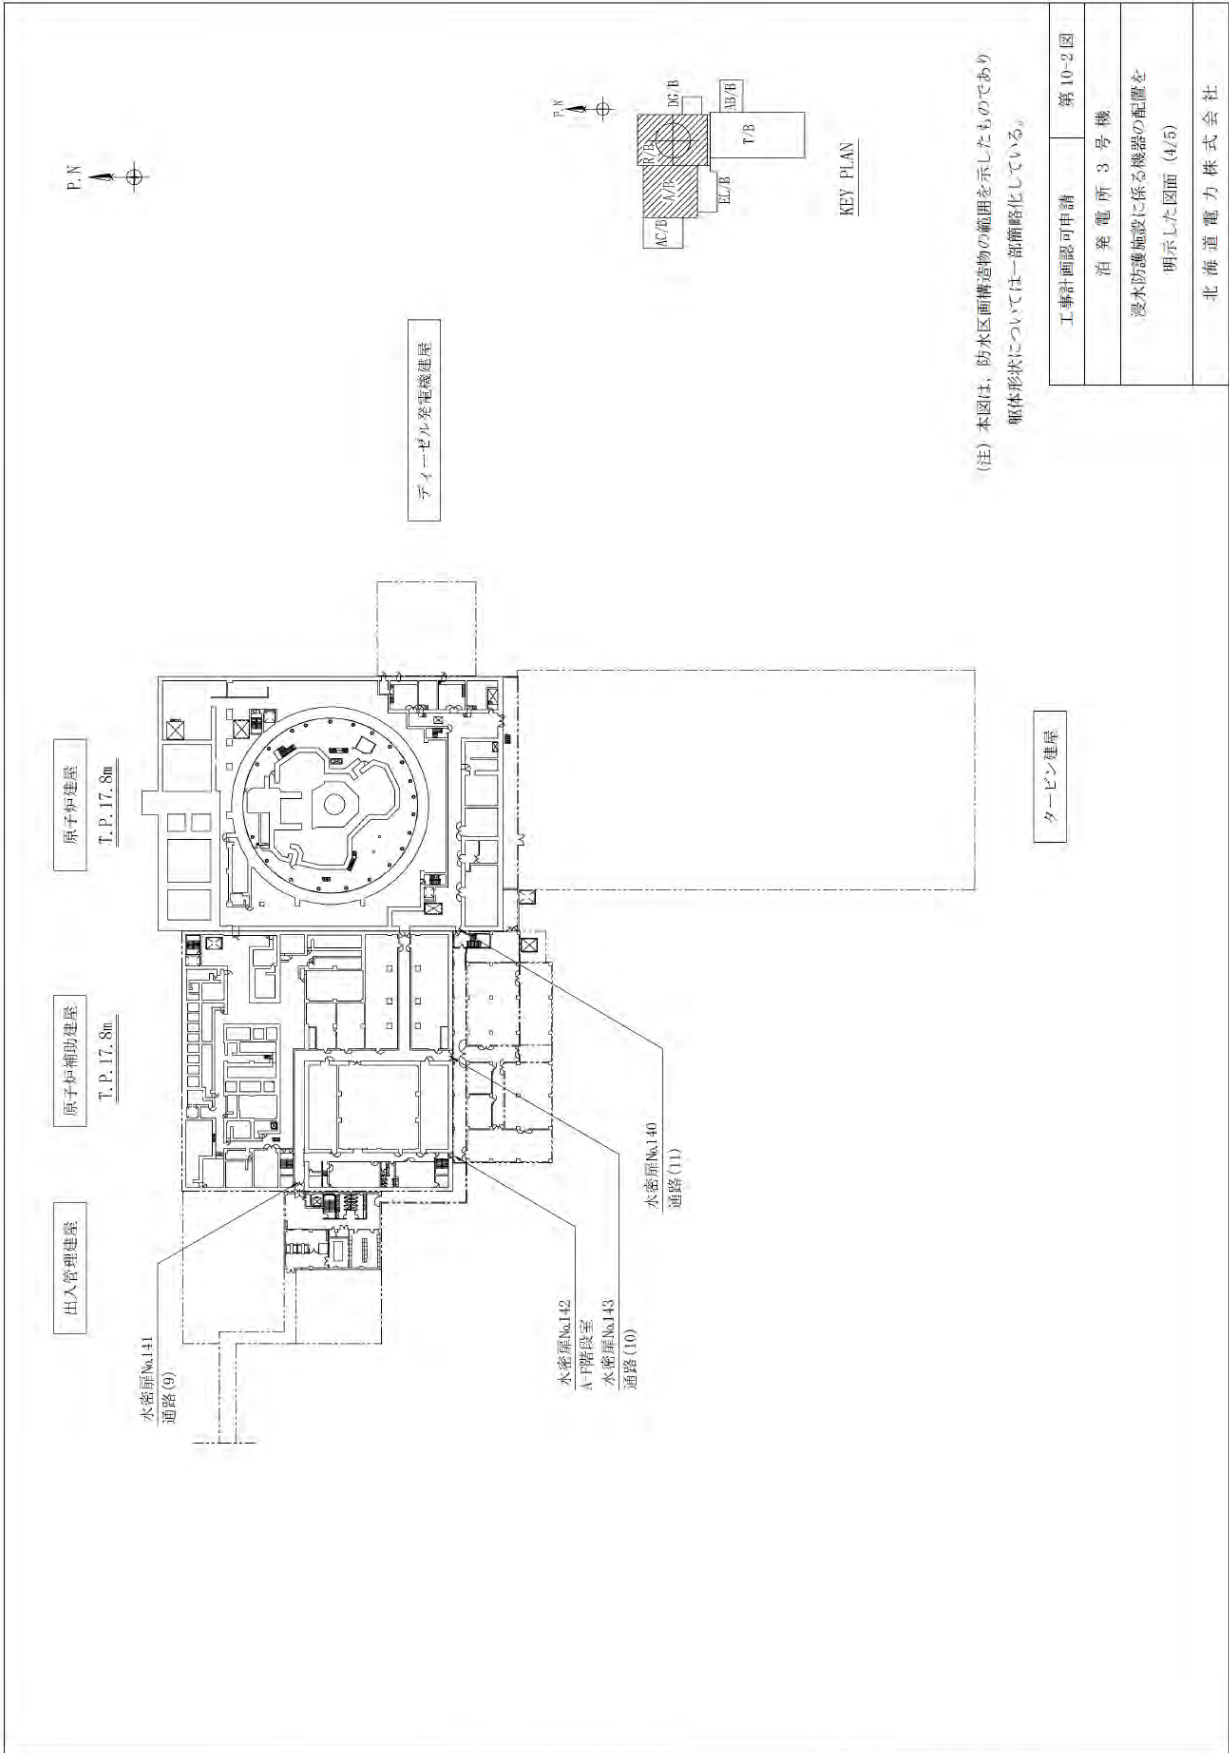 P.N
原子炉建屋
T.P.17.8m
原子炉補助建屋
T.P.17.8m
出入管理建屋
水密扉No.141
通路(9)
ディーゼル発電機建屋
水密扉No.142
A-F階段室
水密扉No.143
通路(10)
水密扉No.140
通路(11)
タービン建屋
P.N
R/B
DG/B
A/B
AC/B
EL/B
AB/B
T/B
KEY PLAN
(注) 本図は、防水区画構造物の範囲を示したものであり
躯体形状については一部簡略化している。
工事計画認可申請
第10-2図
泊発電所3号機
浸水防護施設に係る機器の配置を
明示した図面 (4/5)
北海道電力株式会社